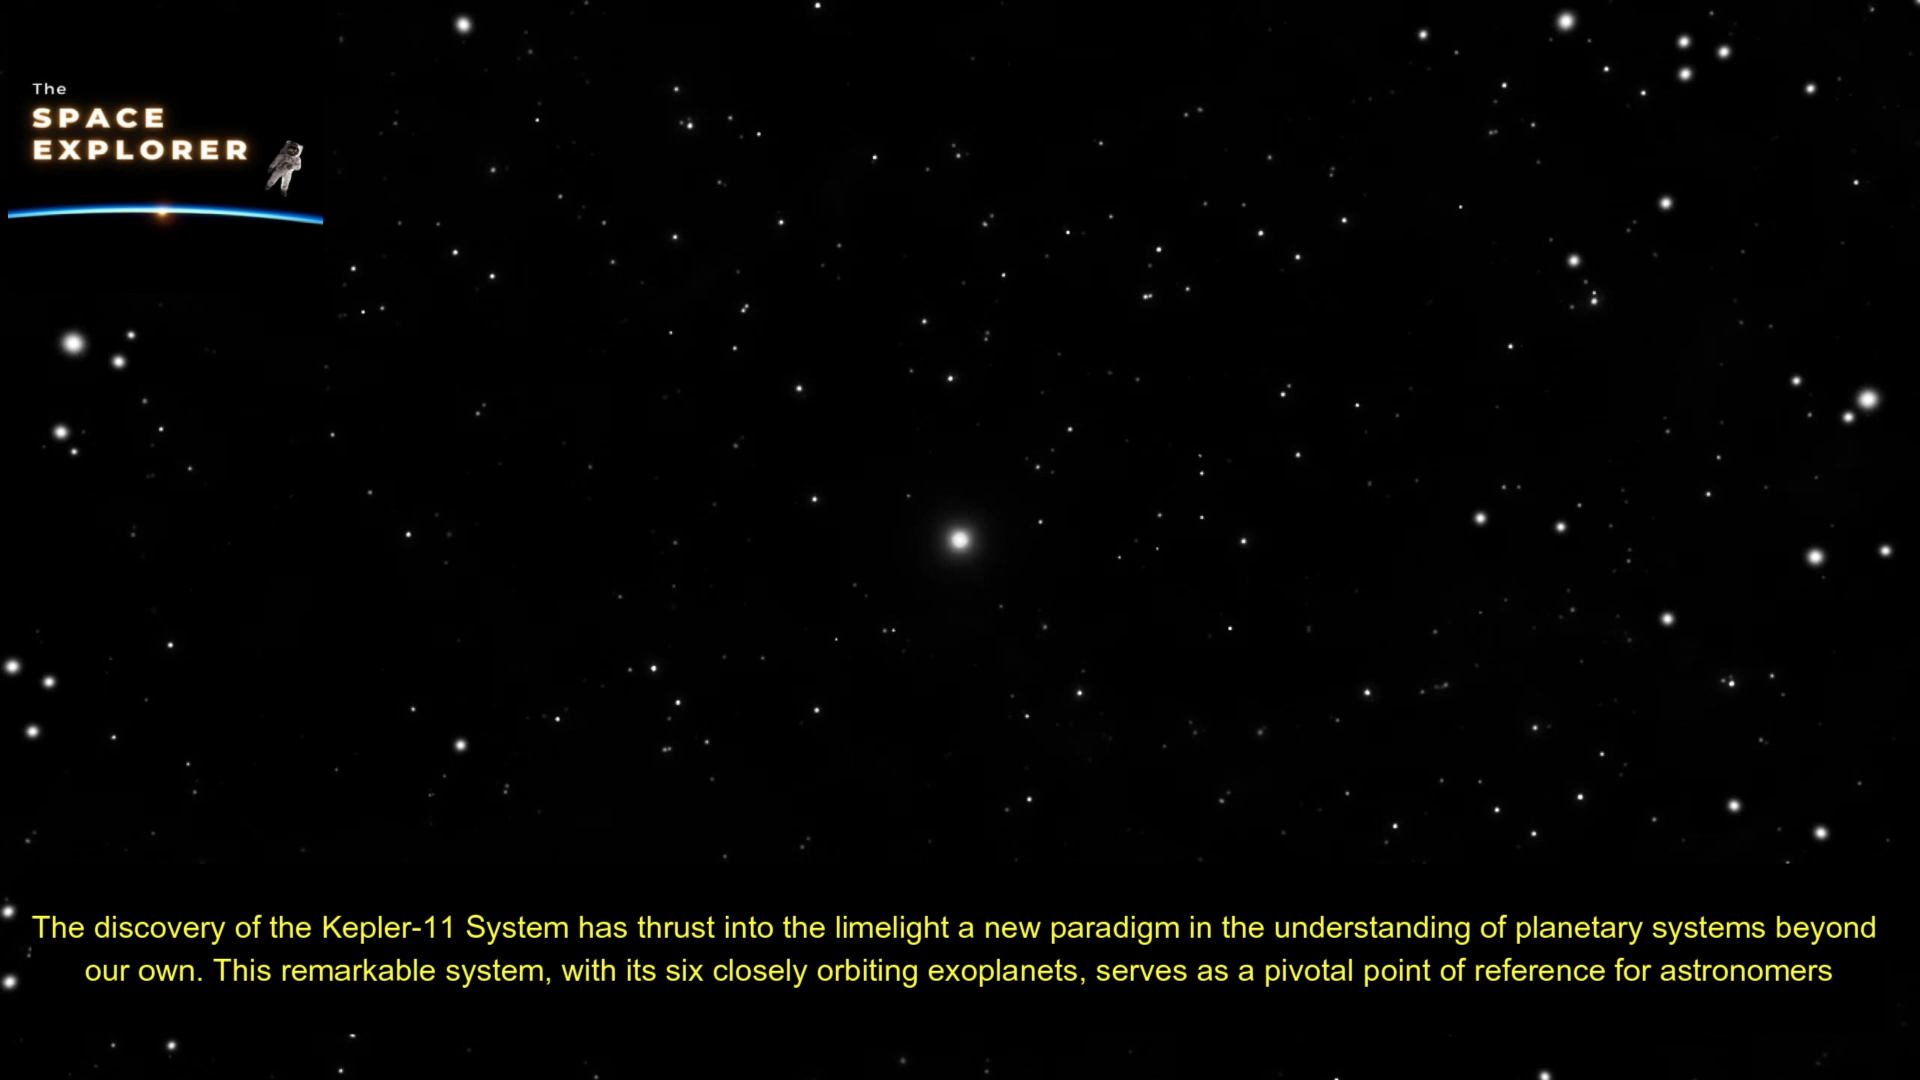 The
SPACE
EXPLORER
The discovery of the Kepler-11 System has thrust into the limelight a new paradigm in the understanding of planetary systems beyond
our own. This remarkable system, with its six closely orbiting exoplanets, serves as a pivotal point of reference for astronomers